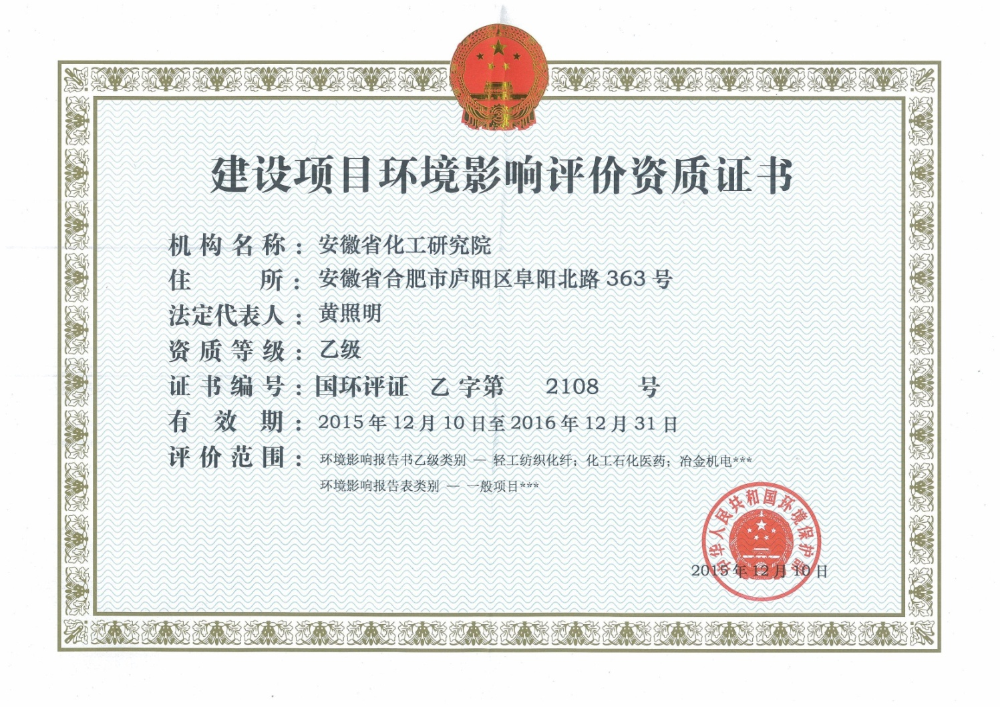 建设项目环境影响评价资质证书
机构名称：安徽省化工研究院
住所：安徽省合肥市庐阳区阜阳北路 363 号
法定代表人：黄照明
资质等级：乙级
证书编号：国环评证 乙 字第 2108 号
有效期：2015 年 12 月 10 日至 2016 年 12 月 31 日
评价范围：环境影响报告书乙级类别 — 轻工纺织化纤；化工石化医药；冶金机电***
环境影响报告表类别 — 一般项目***
中华人民共和国环境保护部
2015 年 12 月 10 日